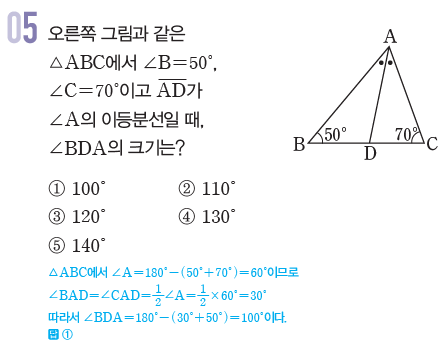 05 오른쪽 그림과 같은
△ABC에서 ∠B=50°,
∠C=70°이고 \overline{AD}가
∠A의 이등분선일 때,
∠BDA의 크기는?
A
B
50°
D
70°
C
① 100° ② 110°
③ 120° ④ 130°
⑤ 140°
△ABC에서 ∠A=180°-(50°+70°)=60°이므로
∠BAD=∠CAD=\frac{1}{2}∠A=\frac{1}{2}×60°=30°
따라서 ∠BDA=180°-(30°+50°)=100°이다.
답 ①